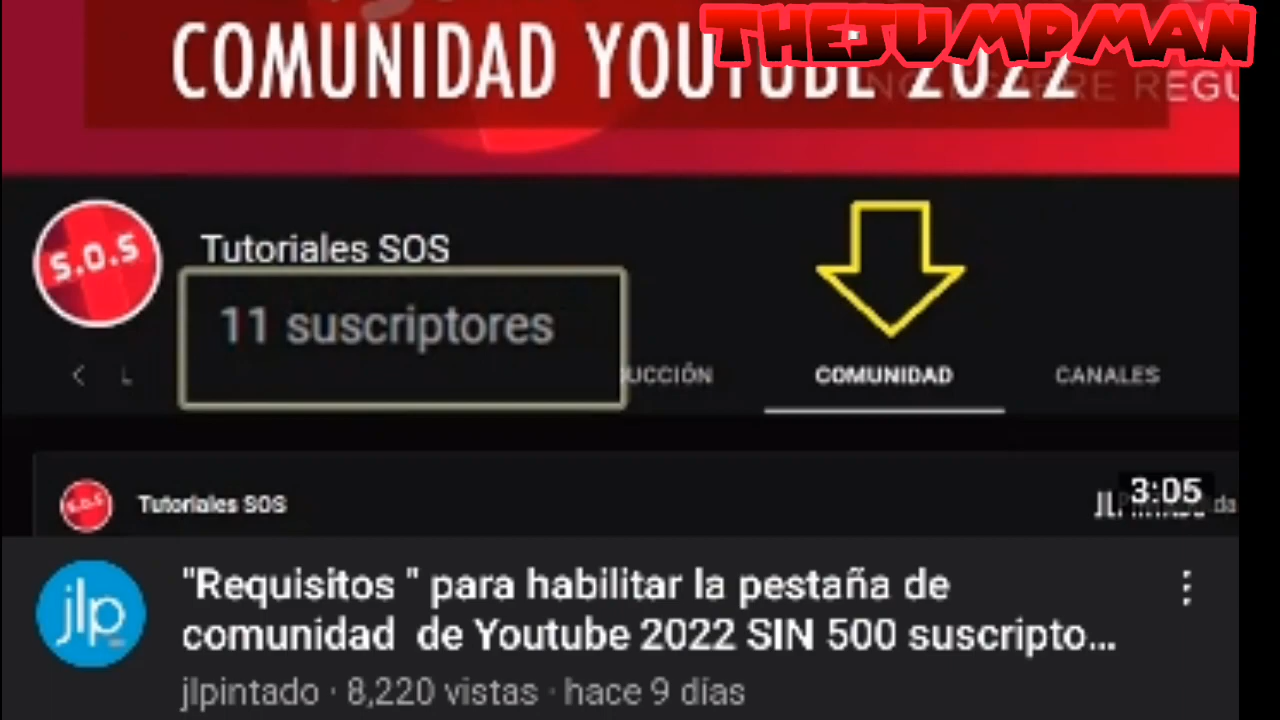 COMUNIDAD YOUTUBE 2022
THEJUMPMAN
S.O.S
Tutoriales SOS
11 suscriptores
< L
UCCIÓN
COMUNIDAD
CANALES
S.O.S
Tutoriales SOS
3:05
jlp
"Requisitos " para habilitar la pestaña de
comunidad de Youtube 2022 SIN 500 suscripto...
jlpintado · 8,220 vistas · hace 9 días